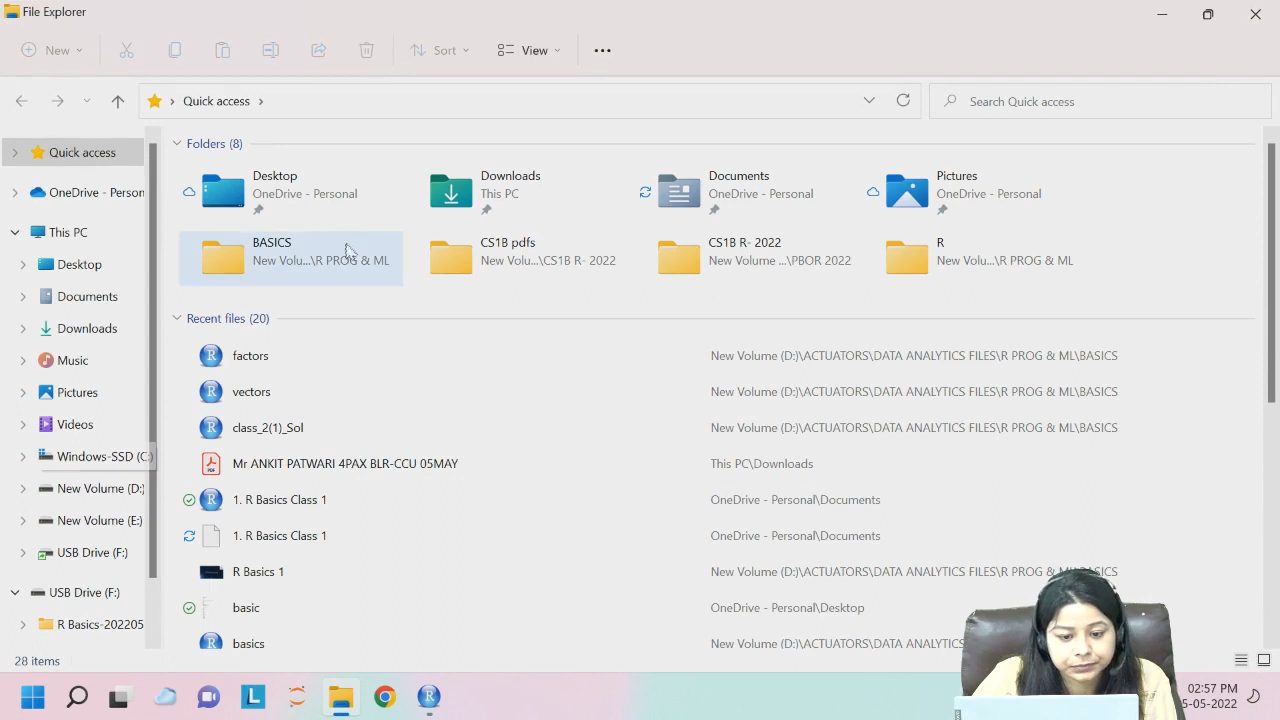 File Explorer
New
Sort
View
Quick access
Search Quick access
Quick access
OneDrive - Person
This PC
Desktop
Documents
Downloads
Music
Pictures
Videos
Windows-SSD (C:)
New Volume (D:)
New Volume (E:)
USB Drive (F:)
USB Drive (F:)
R Basics-202205
Folders (8)
Desktop
OneDrive - Personal
Downloads
This PC
Documents
OneDrive - Personal
Pictures
OneDrive - Personal
BASICS
New Volu...\R PROG & ML
CS1B pdfs
New Volu...\CS1B R- 2022
CS1B R- 2022
New Volume ...\PBOR 2022
R
New Volu...\R PROG & ML
Recent files (20)
factors New Volume (D:)\ACTUATORS\DATA ANALYTICS FILES\R PROG & ML\BASICS
vectors New Volume (D:)\ACTUATORS\DATA ANALYTICS FILES\R PROG & ML\BASICS
class_2(1)_Sol New Volume (D:)\ACTUATORS\DATA ANALYTICS FILES\R PROG & ML\BASICS
Mr ANKIT PATWARI 4PAX BLR-CCU 05MAY This PC\Downloads
1. R Basics Class 1 OneDrive - Personal\Documents
1. R Basics Class 1 OneDrive - Personal\Documents
R Basics 1 New Volume (D:)\ACTUATORS\DATA ANALYTICS FILES\R PROG & ML\BASICS
basic OneDrive - Personal\Desktop
basics New Volume (D:)\ACTUATORS\DATA ANALYTICS FILES
28 items
02:57 PM
5-05-2022